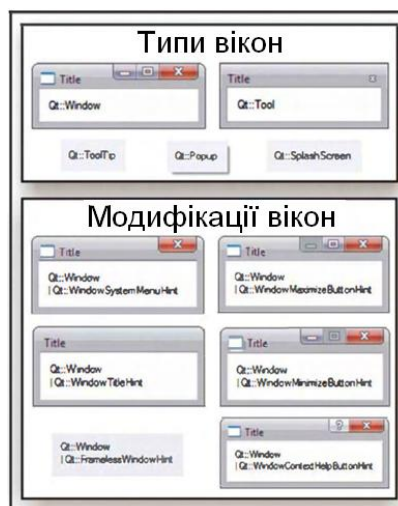 Типи вікон
Title
Qt::Window
Title
Qt::Tool
Qt::ToolTip
Qt::Popup
Qt::SplashScreen
Модифікації вікон
Title
Qt::Window
| Qt::WindowSystemMenuHint
Title
Qt::Window
| Qt::WindowMaximizeButtonHint
Title
Qt::Window
| Qt::WindowTitleHint
Title
Qt::Window
| Qt::WindowMinimizeButtonHint
Qt::Window
| Qt::FramelessWindowHint
Title
Qt::Window
| Qt::WindowContextHelpButtonHint